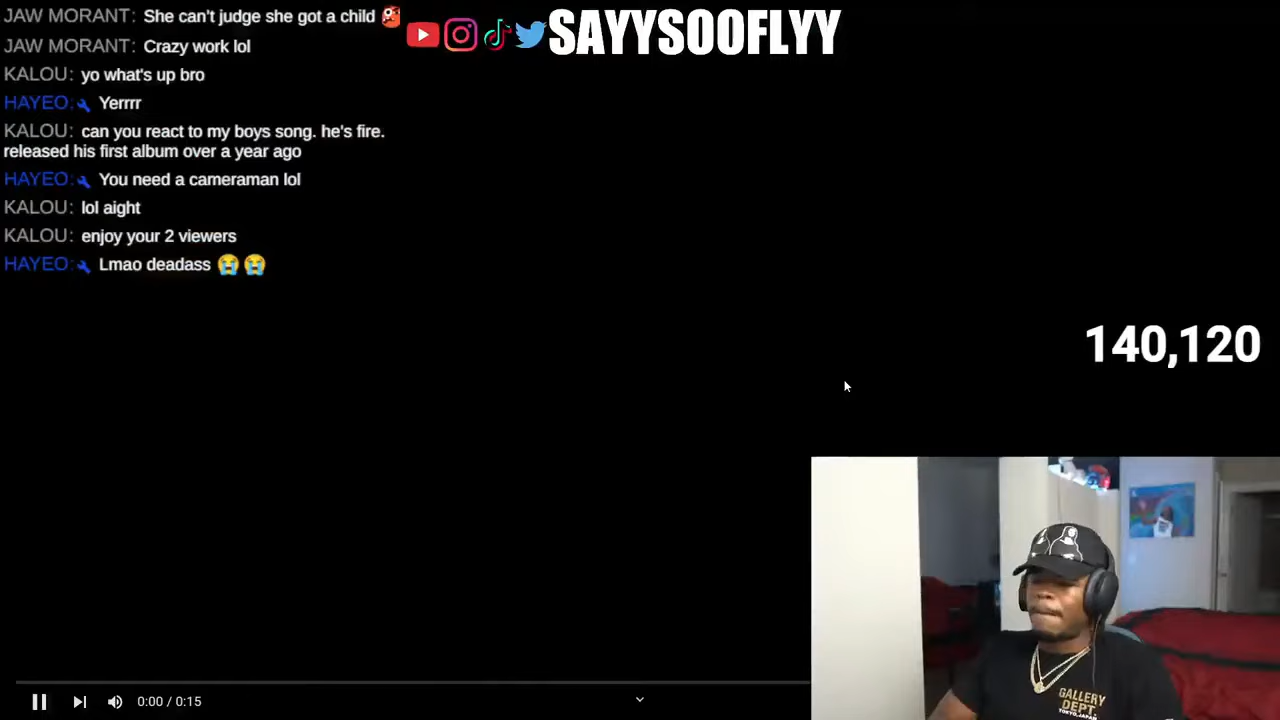 JAW MORANT: She can't judge she got a child
JAW MORANT: Crazy work lol
KALOU: yo what's up bro
HAYEO: Yerrrr
KALOU: can you react to my boys song. he's fire.
released his first album over a year ago
HAYEO: You need a cameraman lol
KALOU: lol aight
KALOU: enjoy your 2 viewers
HAYEO: Lmao deadass 😭😭
SAYYSOOFLYY
140,120
GALLERY
DEPT.
TOKYO, JAPAN
0:00 / 0:15